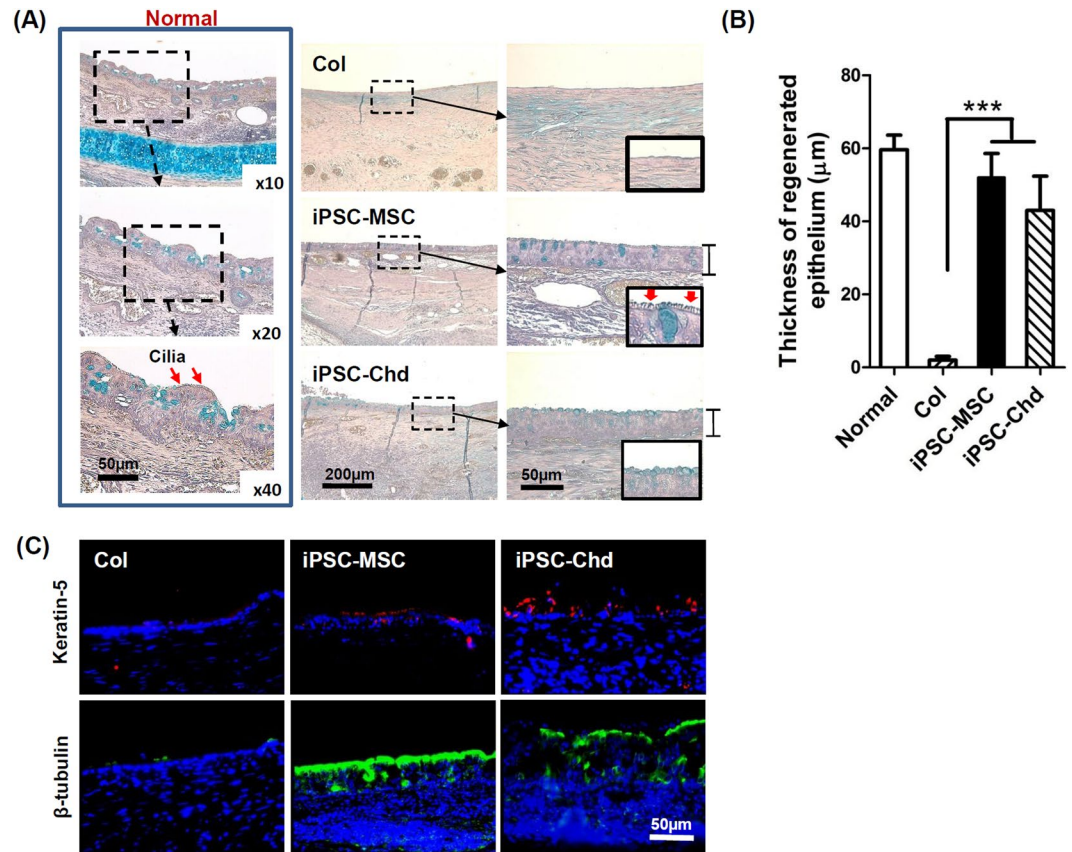 (A)
Normal
x10
x20
Cilia
50μm
x40
Col
iPSC-MSC
iPSC-Chd
200μm
50μm
(B)
Thickness of regenerated
epithelium (μm)
80
60
40
20
0
***
Normal
Col
iPSC-MSC
iPSC-Chd
(C)
Col
iPSC-MSC
iPSC-Chd
Keratin-5
β-tubulin
50μm